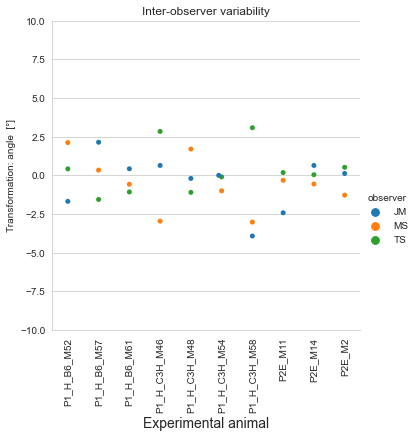 Inter-observer variability
Transformation: angle [°]
10.0
7.5
5.0
2.5
0.0
−2.5
−5.0
−7.5
−10.0
observer
JM
MS
TS
P1_H_B6_M52
P1_H_B6_M57
P1_H_B6_M61
P1_H_C3H_M46
P1_H_C3H_M48
P1_H_C3H_M54
P1_H_C3H_M58
P2E_M11
P2E_M14
P2E_M2
Experimental animal